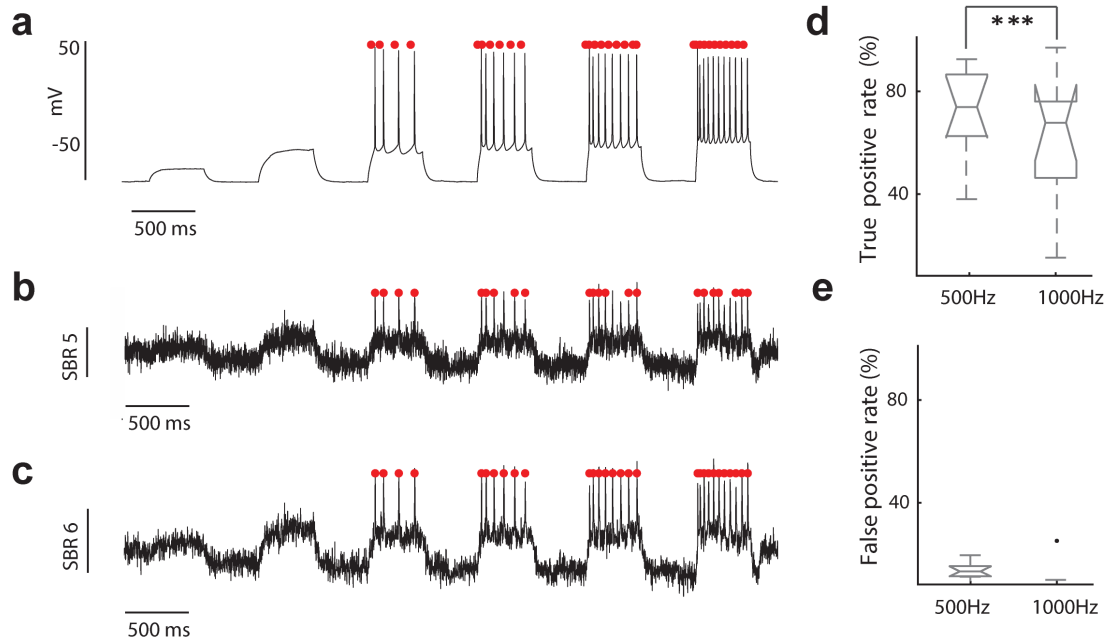 a
50
mV
-50
500 ms
b
SBR 5
500 ms
c
SBR 6
500 ms
d
***
True positive rate (%)
80
40
500Hz
1000Hz
e
False positive rate (%)
80
40
500Hz
1000Hz